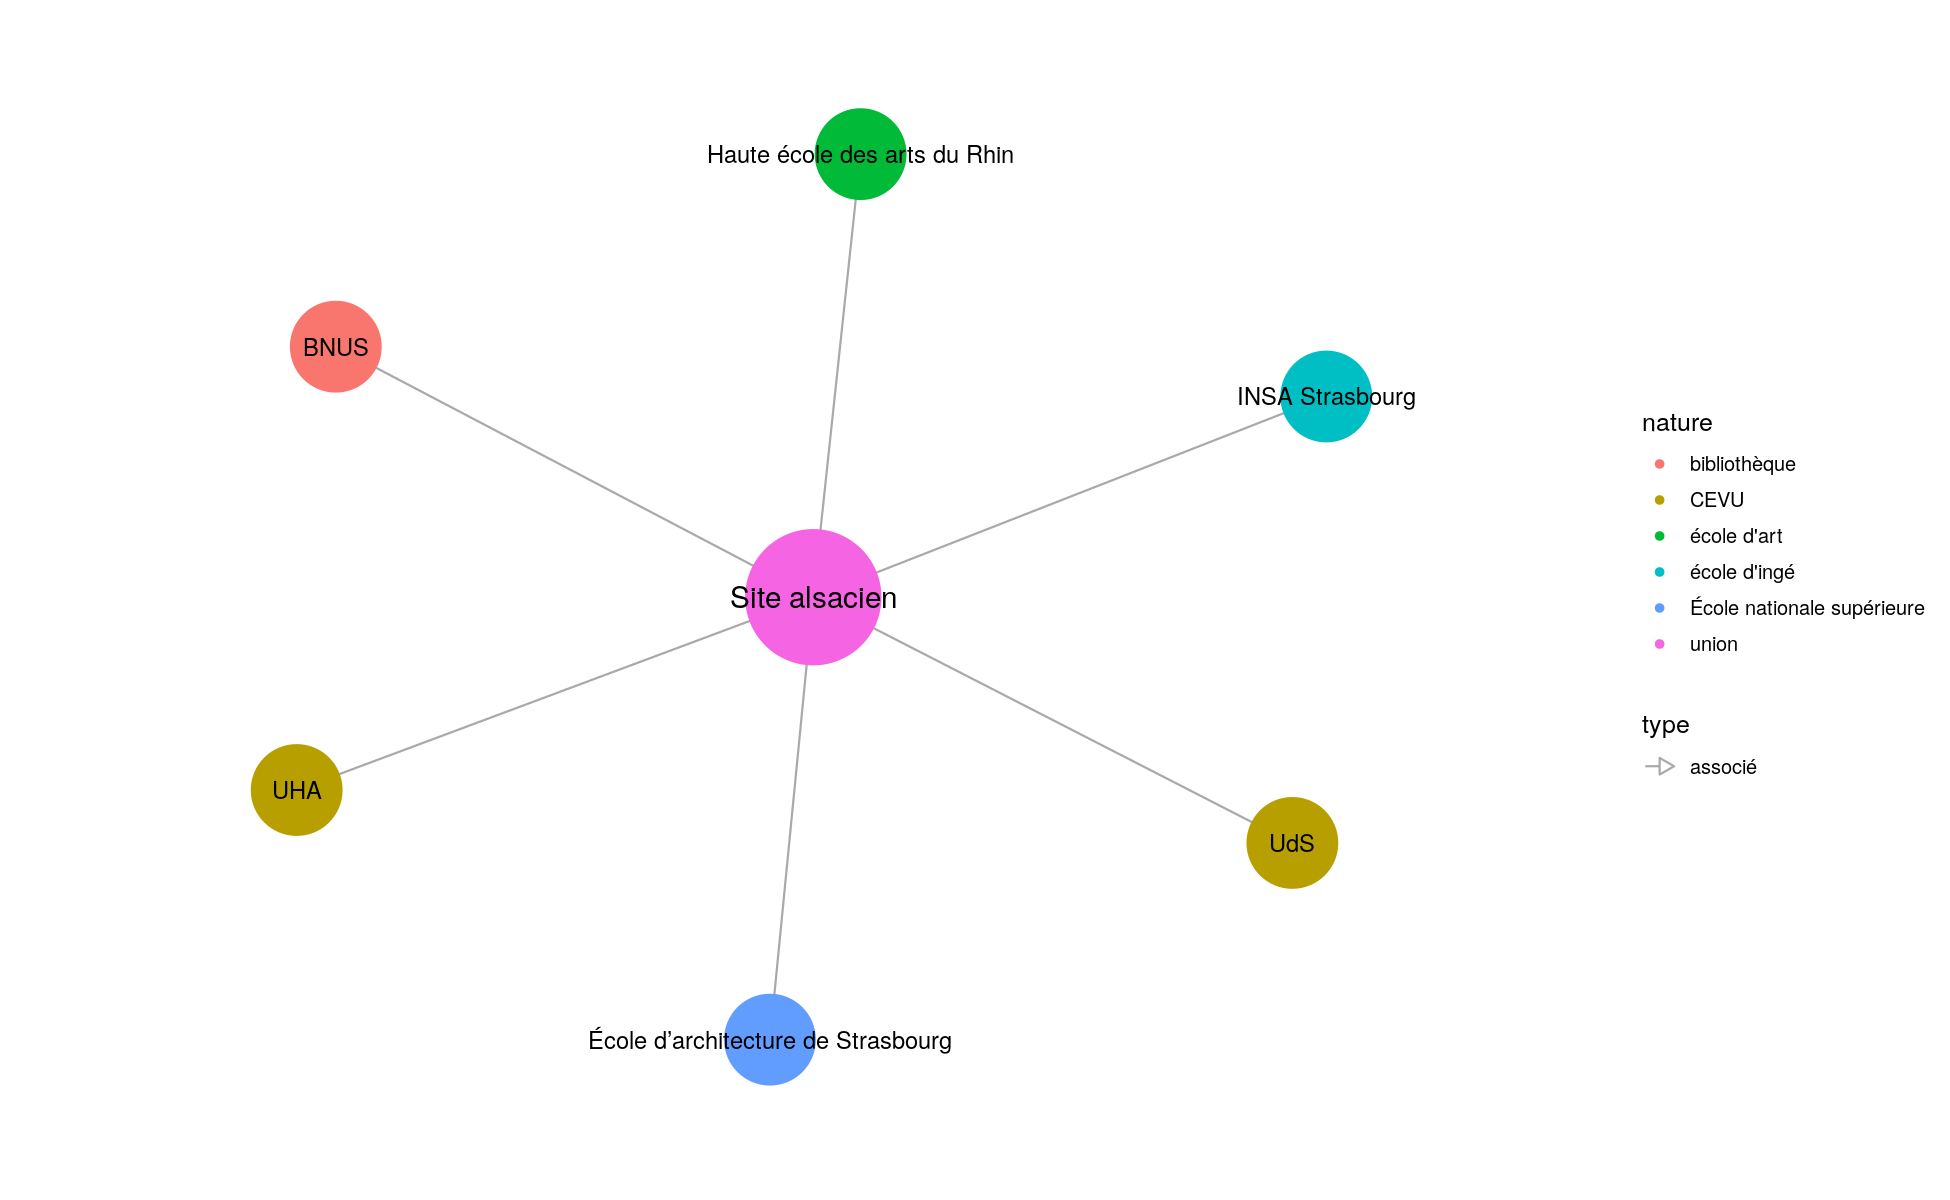 Haute école des arts du Rhin
BNUS
INSA Strasbourg
Site alsacien
UHA
UdS
École d’architecture de Strasbourg
nature
bibliothèque
CEVU
école d'art
école d'ingé
École nationale supérieure
union
type
associé